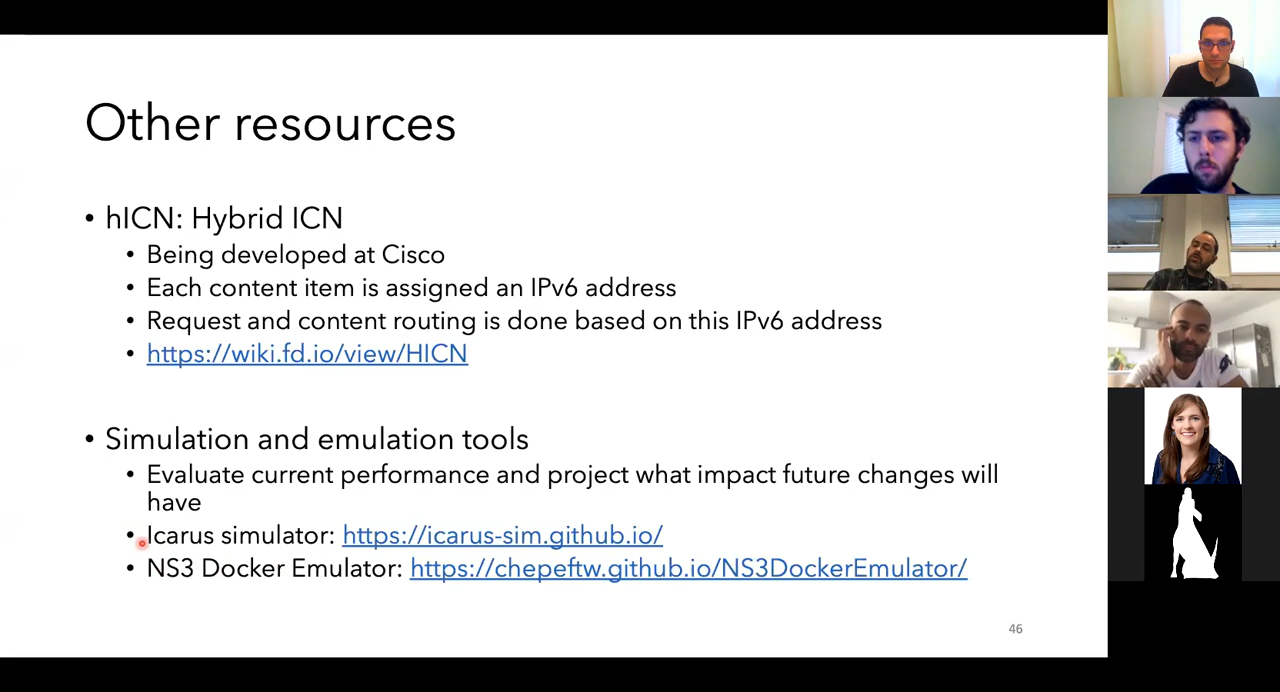 Other resources
• hICN: Hybrid ICN
• Being developed at Cisco
• Each content item is assigned an IPv6 address
• Request and content routing is done based on this IPv6 address
• https://wiki.fd.io/view/HICN
• Simulation and emulation tools
• Evaluate current performance and project what impact future changes will
have
• Icarus simulator: https://icarus-sim.github.io/
• NS3 Docker Emulator: https://chepeftw.github.io/NS3DockerEmulator/
46